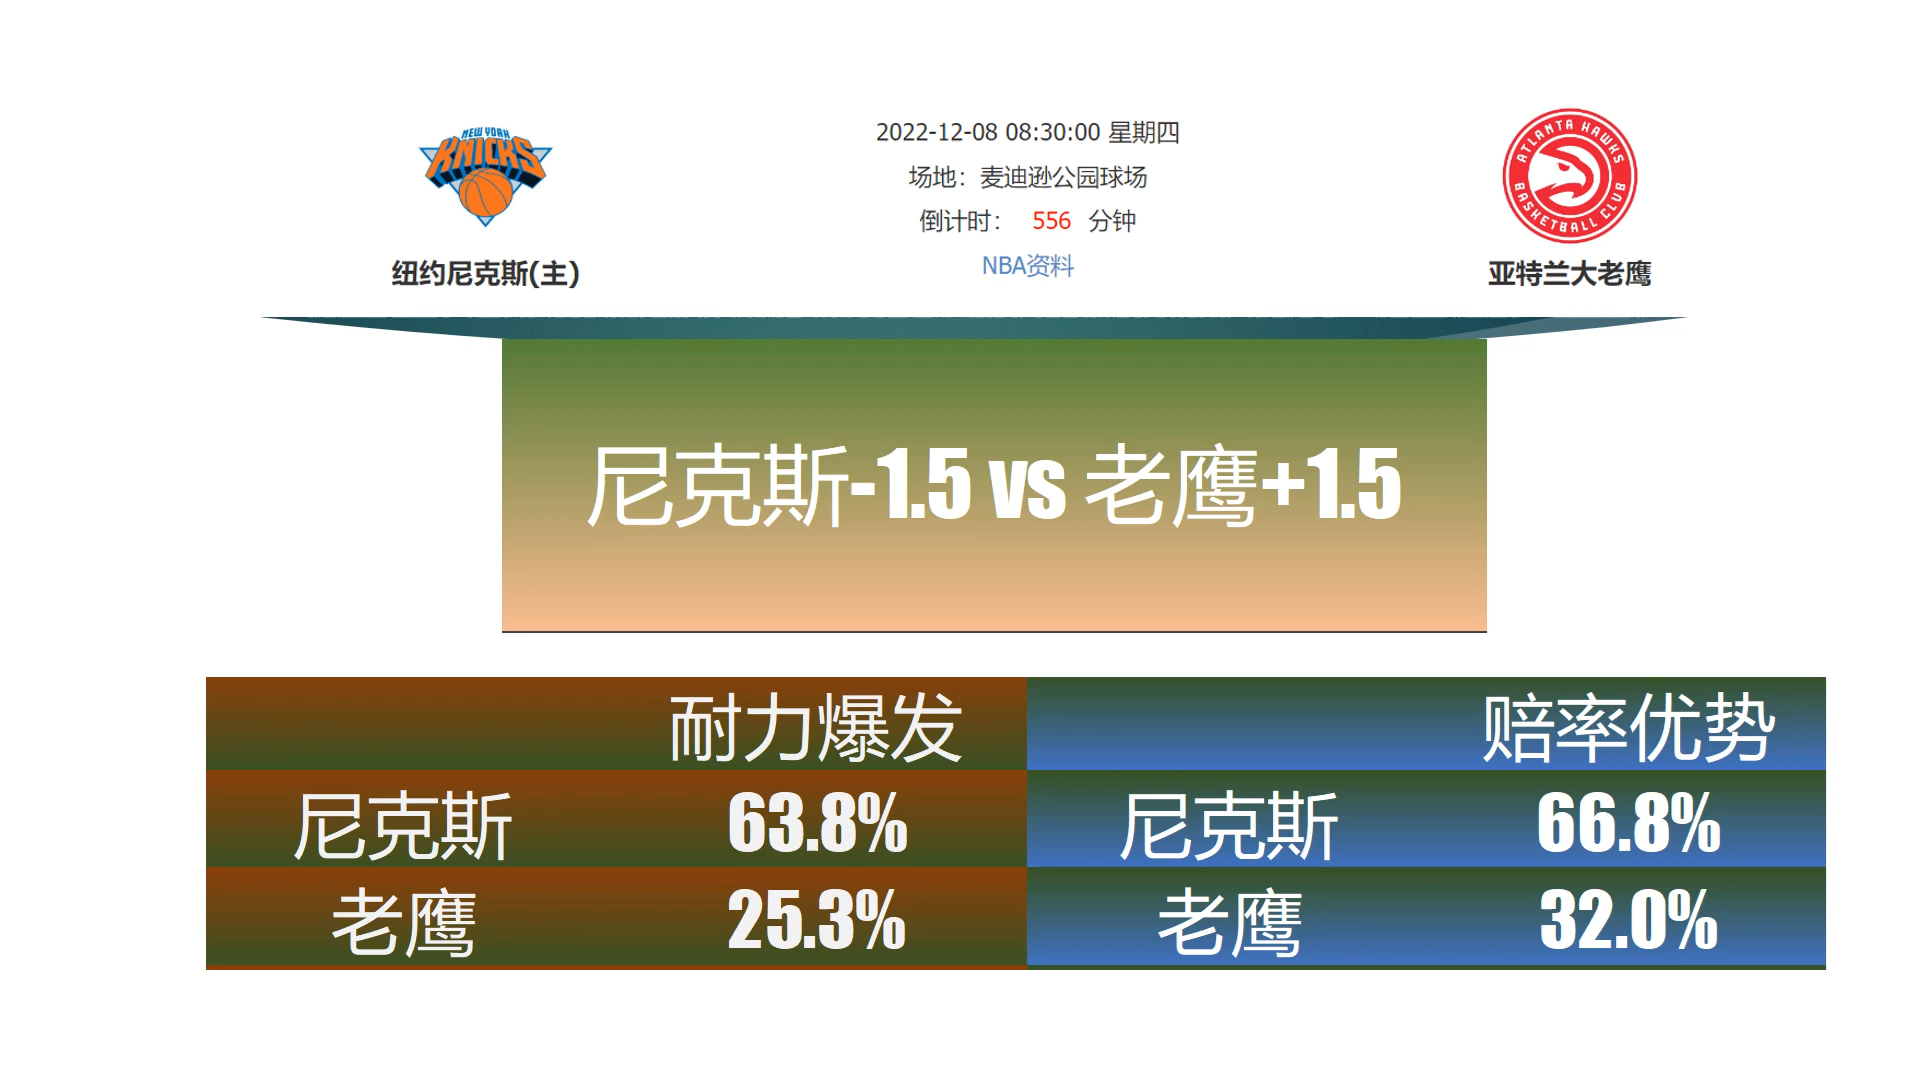 NEW YORK
KNICKS
2022-12-08 08:30:00 星期四
场地：麦迪逊公园球场
倒计时： 556 分钟
NBA资料
纽约尼克斯(主)
ATLANTA HAWKS
BASKETBALL CLUB
亚特兰大老鹰
尼克斯-1.5 vs 老鹰+1.5
耐力爆发
尼克斯 63.8%
老鹰 25.3%
赔率优势
尼克斯 66.8%
老鹰 32.0%